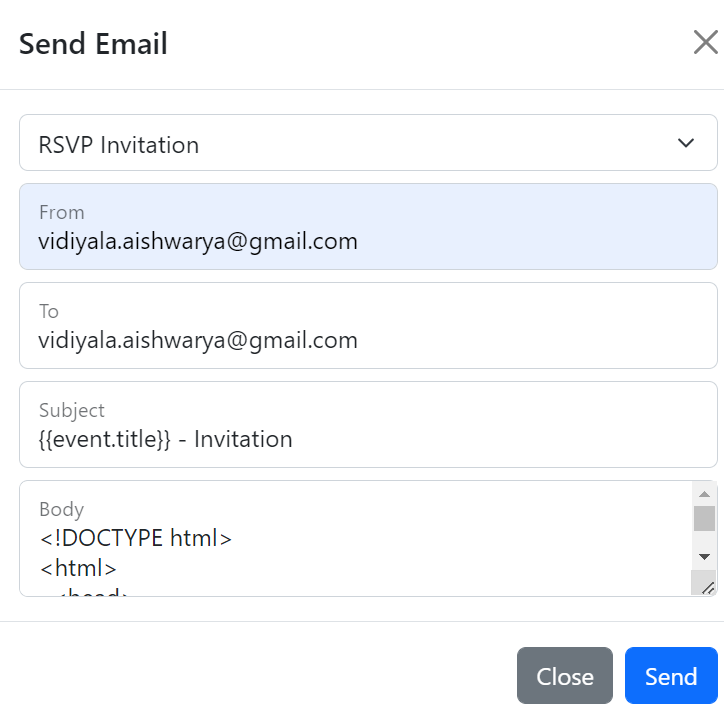 Send Email
RSVP Invitation
From
vidiyala.aishwarya@gmail.com
To
vidiyala.aishwarya@gmail.com
Subject
{{event.title}} - Invitation
Body
<!DOCTYPE html>
<html>
<head>
Close
Send